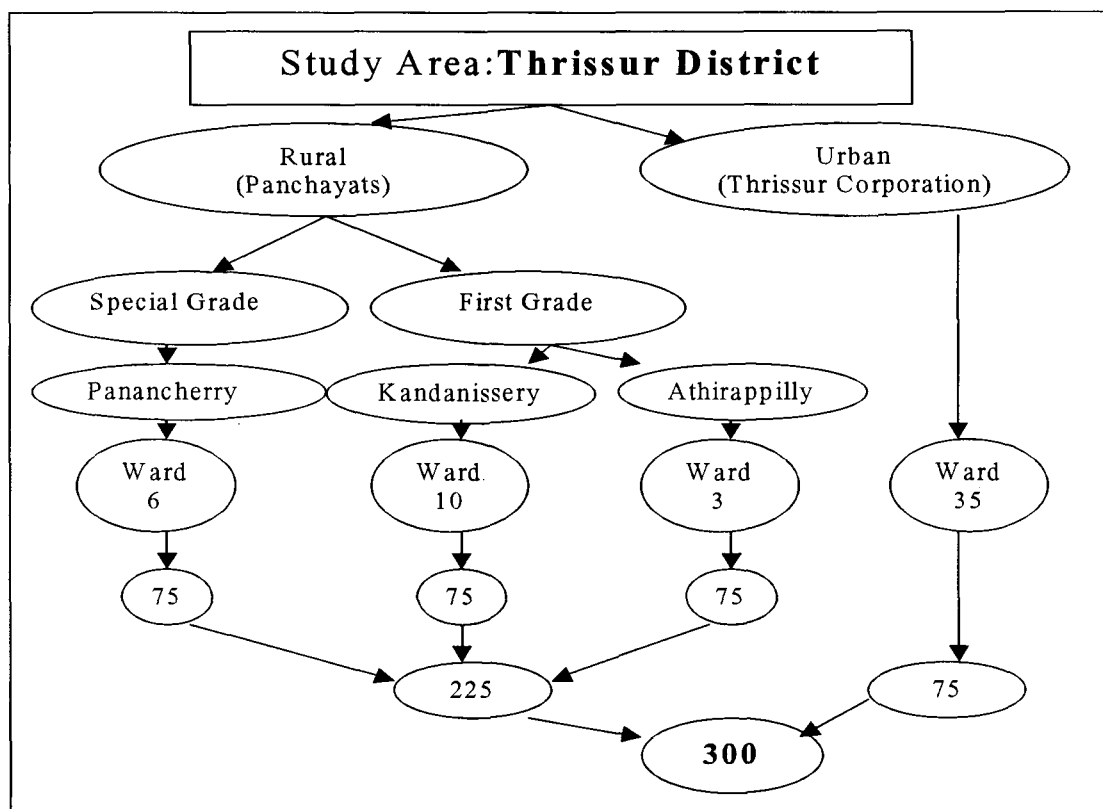 Study Area:Thrissur District
Rural
(Panchayats)
Urban
(Thrissur Corporation)
Special Grade
First Grade
Panancherry
Kandanissery
Athirappilly
Ward
6
Ward
10
Ward
3
Ward
35
75
75
75
225
75
300